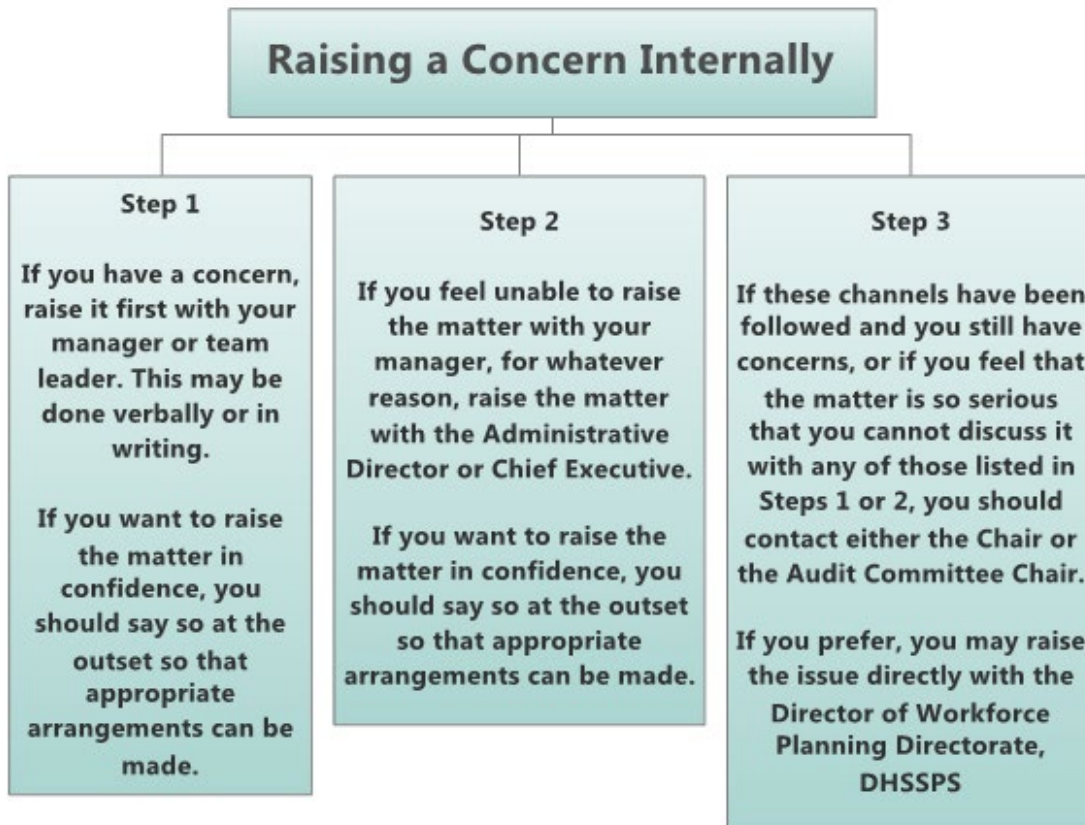 Raising a Concern Internally
Step 1
If you have a concern,
raise it first with your
manager or team
leader. This may be
done verbally or in
writing.
If you want to raise
the matter in
confidence, you
should say so at the
outset so that
appropriate
arrangements can be
made.
Step 2
If you feel unable to raise
the matter with your
manager, for whatever
reason, raise the matter
with the Administrative
Director or Chief Executive.
If you want to raise the
matter in confidence, you
should say so at the outset
so that appropriate
arrangements can be made.
Step 3
If these channels have been
followed and you still have
concerns, or if you feel that
the matter is so serious
that you cannot discuss it
with any of those listed in
Steps 1 or 2, you should
contact either the Chair or
the Audit Committee Chair.
If you prefer, you may raise
the issue directly with the
Director of Workforce
Planning Directorate,
DHSSPS